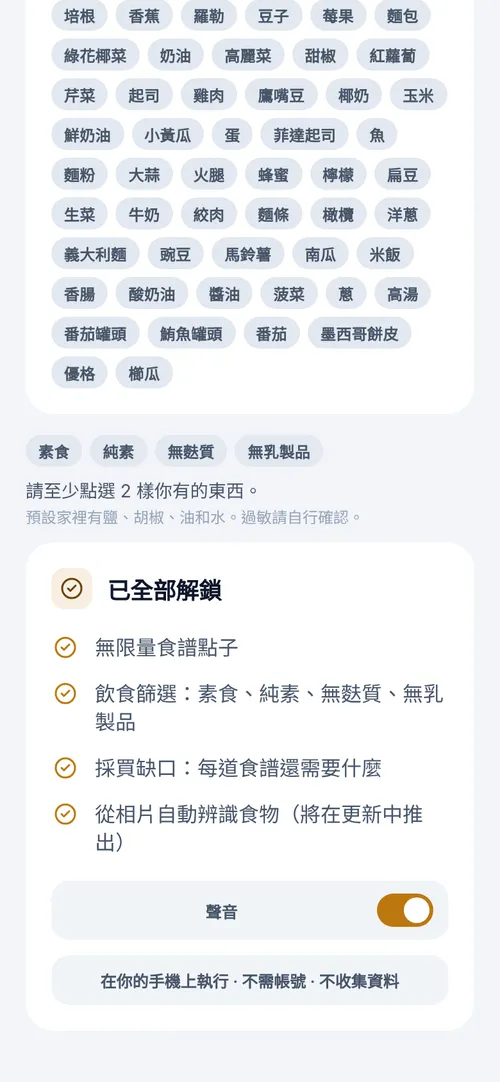 培根 香蕉 羅勒 豆子 莓果 麵包
綠花椰菜 奶油 高麗菜 甜椒 紅蘿蔔
芹菜 起司 雞肉 鷹嘴豆 椰奶 玉米
鮮奶油 小黃瓜 蛋 菲達起司 魚
麵粉 大蒜 火腿 蜂蜜 檸檬 扁豆
生菜 牛奶 絞肉 麵條 橄欖 洋蔥
義大利麵 豌豆 馬鈴薯 南瓜 米飯
香腸 酸奶油 醬油 菠菜 蔥 高湯
番茄罐頭 鮪魚罐頭 番茄 墨西哥餅皮
優格 櫛瓜
素食 純素 無麩質 無乳製品
請至少點選 2 樣你有的東西。
預設家裡有鹽、胡椒、油和水。過敏請自行確認。
已全部解鎖
無限量食譜點子
飲食篩選：素食、純素、無麩質、無乳
製品
採買缺口：每道食譜還需要什麼
從相片自動辨識食物（將在更新中推
出）
聲音
在你的手機上執行 · 不需帳號 · 不收集資料